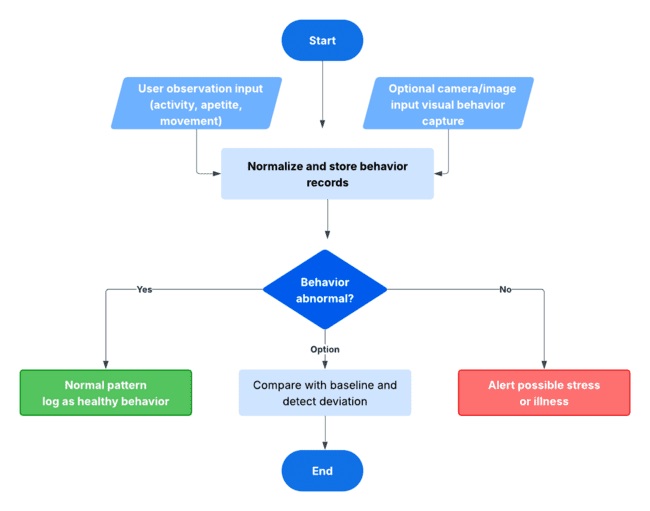 Start
User observation input
(activity, apetite,
movement)
Optional camera/image
input visual behavior
capture
Normalize and store behavior
records
Behavior
abnormal?
Yes
No
Option
Normal pattern
log as healthy behavior
Compare with baseline and
detect deviation
Alert possible stress
or illness
End